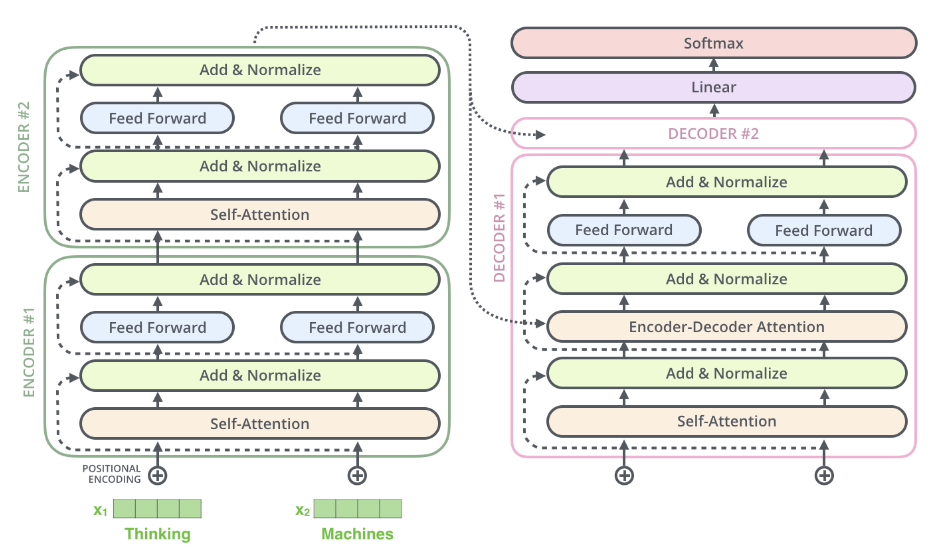 ENCODER #2
Add & Normalize
Feed Forward
Feed Forward
Add & Normalize
Self-Attention
ENCODER #1
Add & Normalize
Feed Forward
Feed Forward
Add & Normalize
Self-Attention
POSITIONAL
ENCODING
x₁
x₂
Thinking
Machines
Softmax
Linear
DECODER #2
DECODER #1
Add & Normalize
Feed Forward
Feed Forward
Add & Normalize
Encoder-Decoder Attention
Add & Normalize
Self-Attention